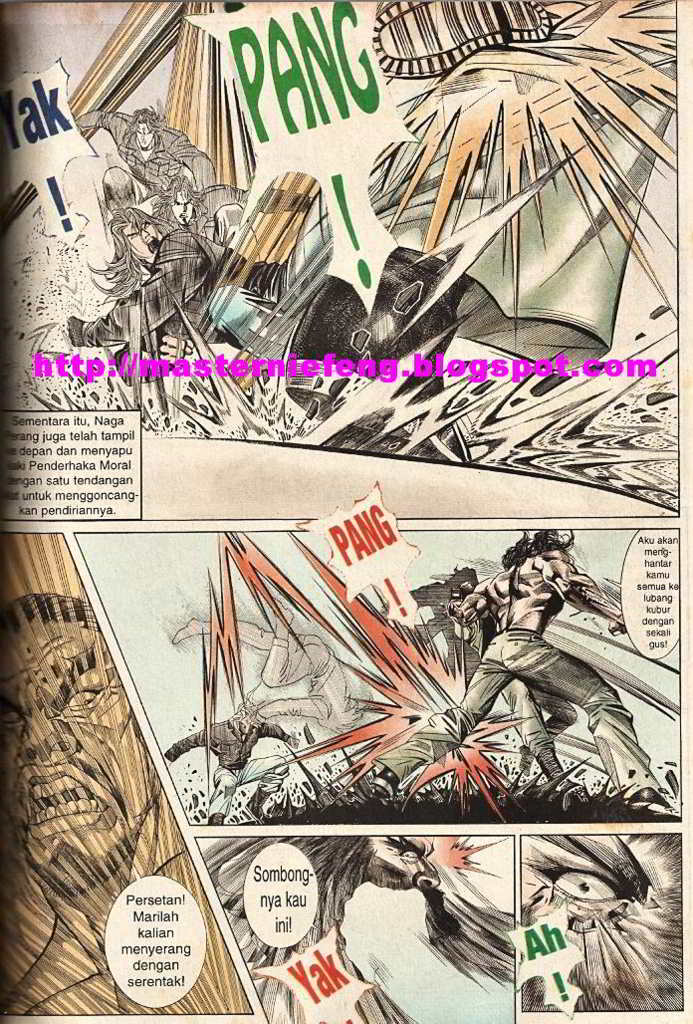 PANG
!
Yak
!
http://masterniefeng.blogspot.com
Sementara itu, Naga
Perang juga telah tampil
ke depan dan menyapu
kaki Penderhaka Moral
dengan satu tendangan
untuk menggoncang-
kan pendiriannya.
PANG
!
Aku akan
meng-
hantar
kamu
semua ke
lubang
kubur
dengan
sekali
gus!
Persetan!
Marilah
kalian
menyerang
dengan
serentak!
Sombong-
nya kau
ini!
Yak
!
Ah
!